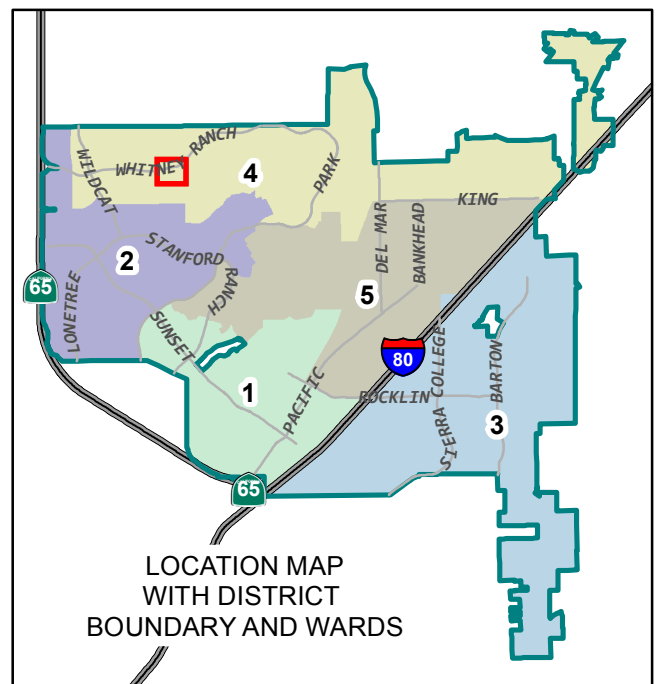 WHITNEY RANCH
WILDCAT
4
PARK
KING
DEL MAR
BANKHEAD
STANFORD
RANCH
2
65
LONETREE
5
SUNSET
80
1
PACIFIC
ROCKLIN
SIERRA COLLEGE
BARTON
3
65
LOCATION MAP
WITH DISTRICT
BOUNDARY AND WARDS